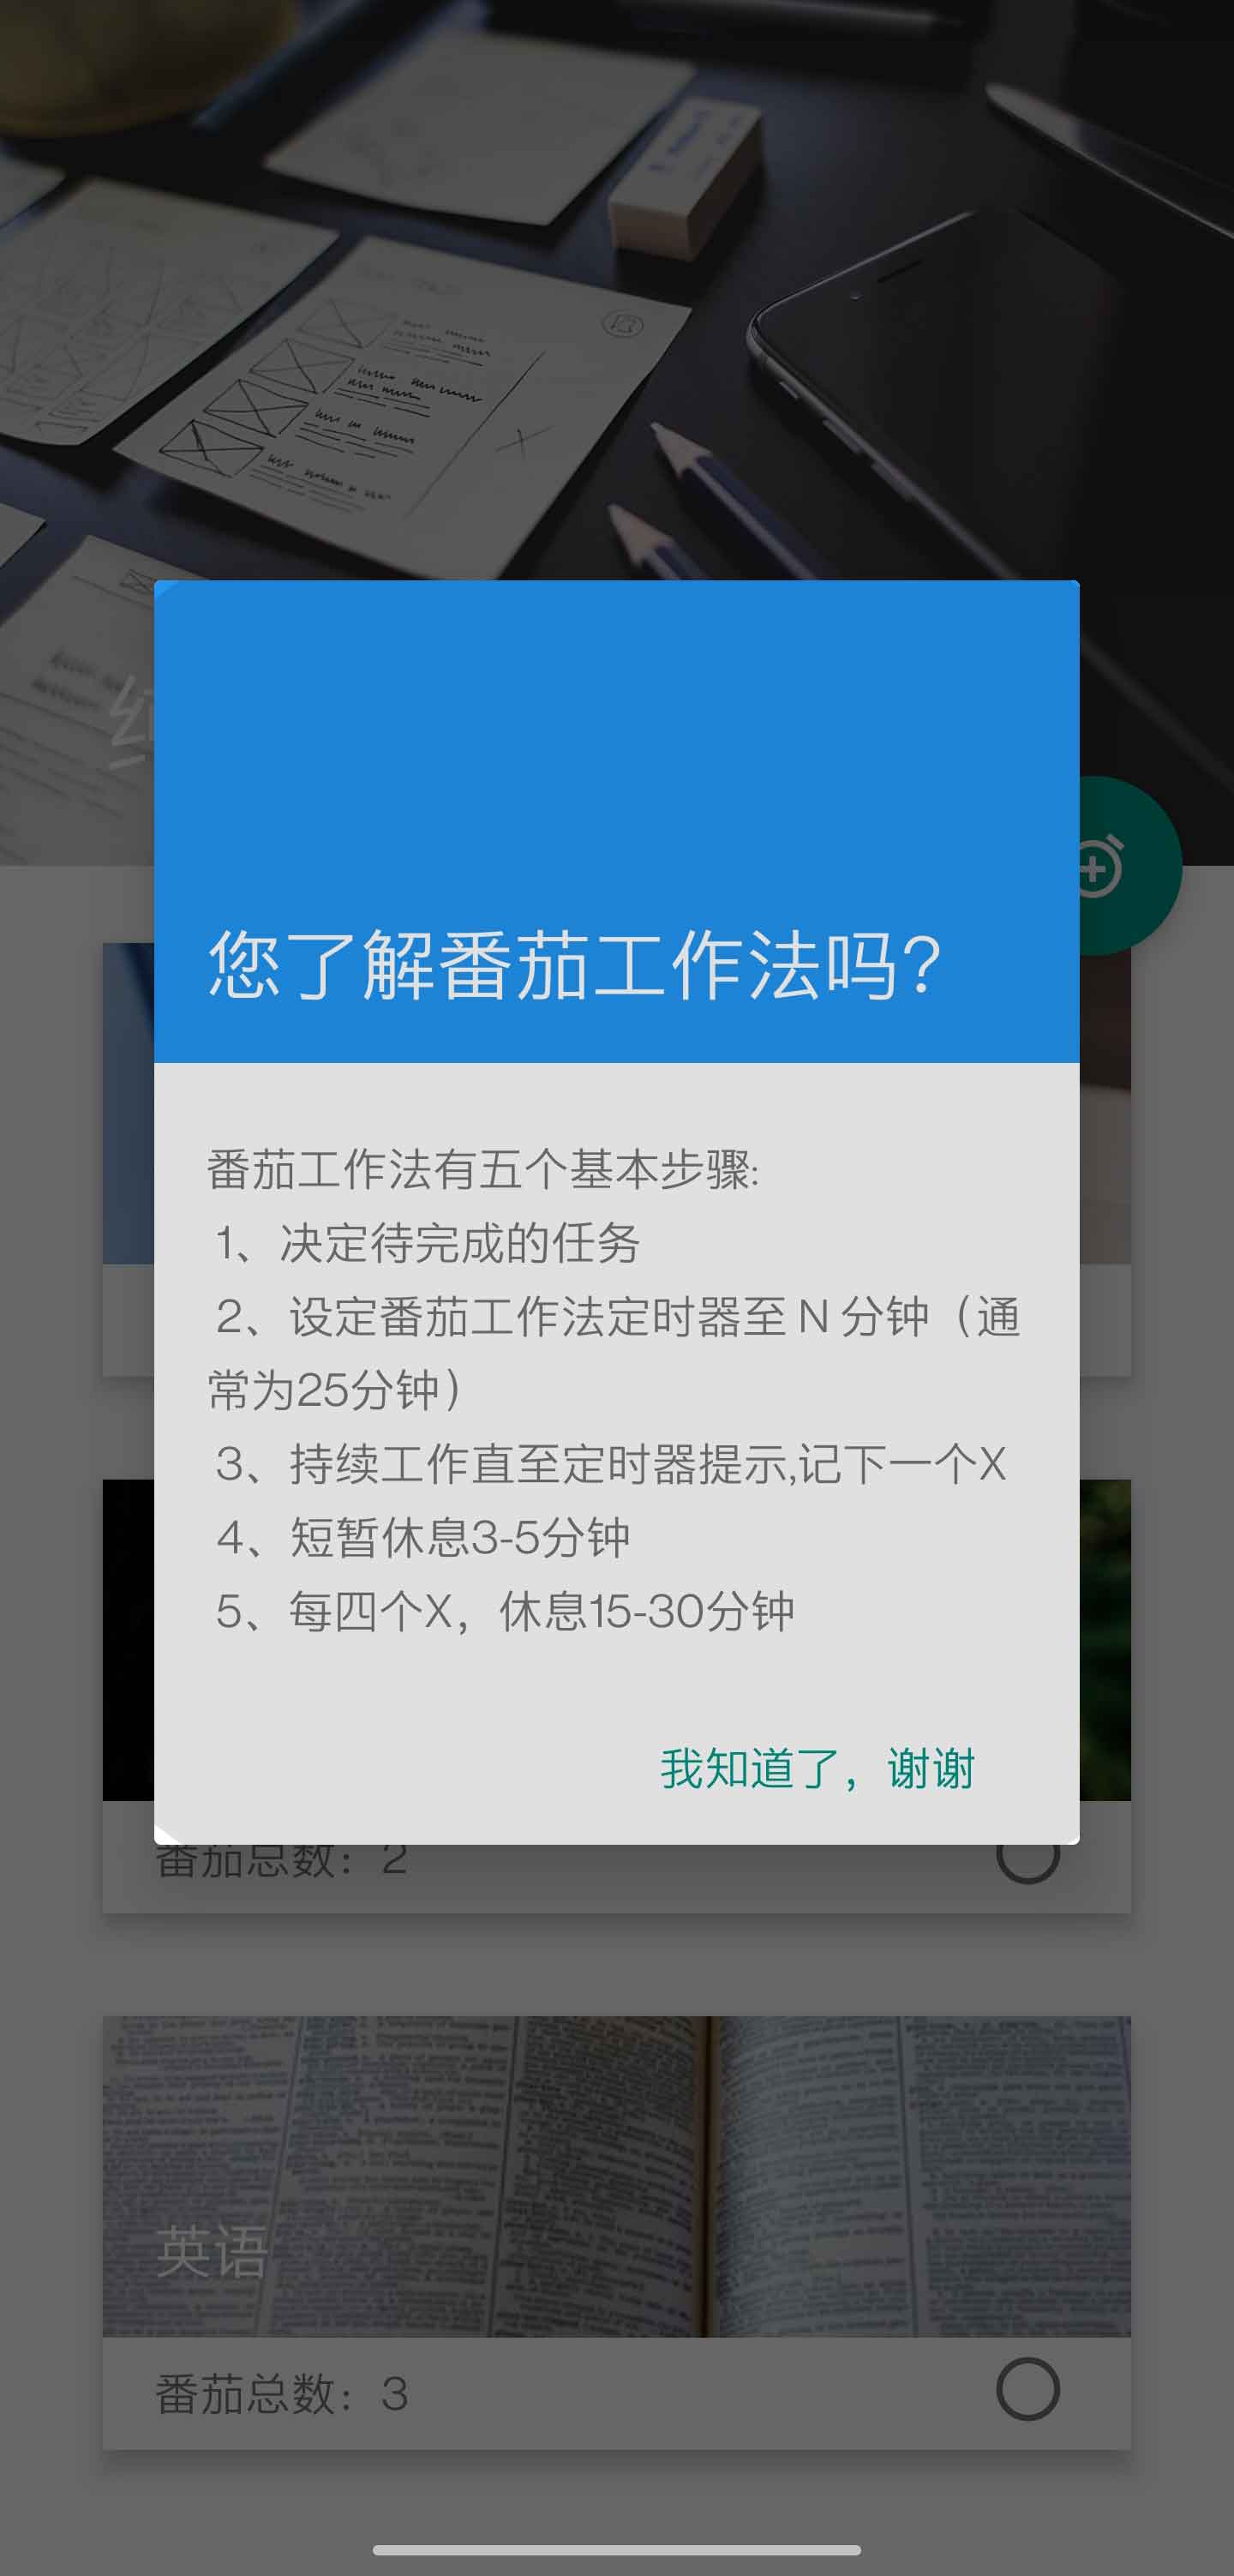 您了解番茄工作法吗？
番茄工作法有五个基本步骤:
1、决定待完成的任务
2、设定番茄工作法定时器至 N 分钟（通
常为25分钟）
3、持续工作直至定时器提示,记下一个X
4、短暂休息3-5分钟
5、每四个X，休息15-30分钟
我知道了，谢谢
番茄总数：2
英语
番茄总数：3